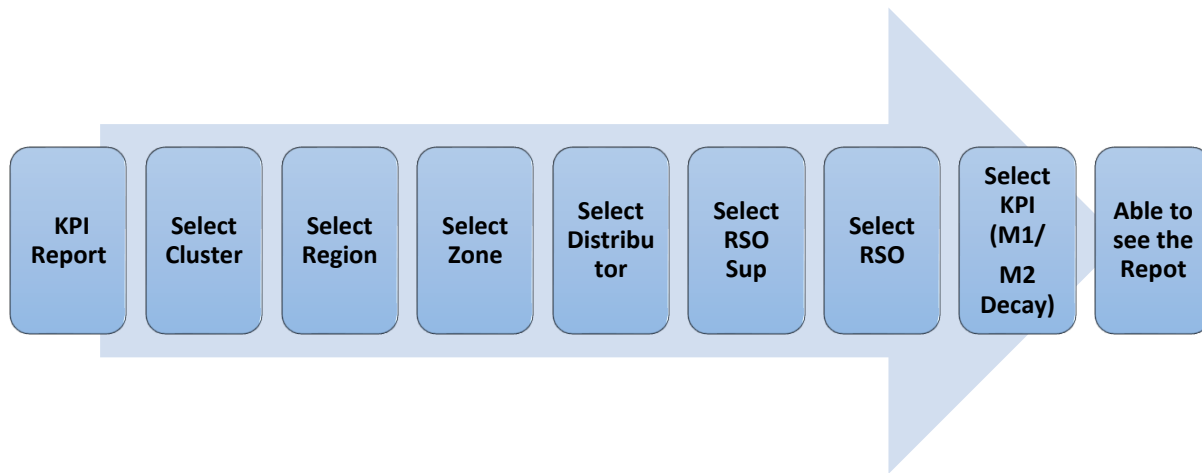 KPI
Report
Select
Cluster
Select
Region
Select
Zone
Select
Distribu
tor
Select
RSO
Sup
Select
RSO
Select
KPI
(M1/
M2
Decay)
Able to
see the
Repot